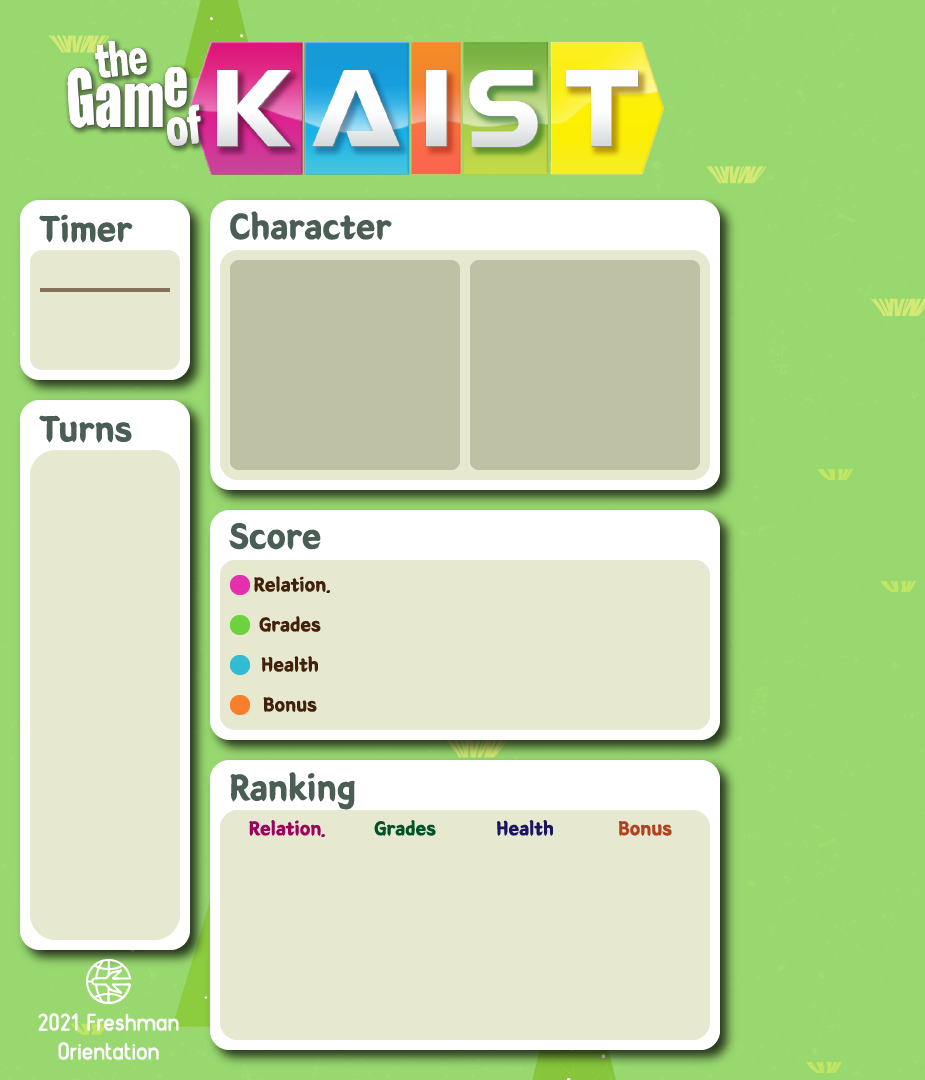 the
Game
of
KAIST
Timer
Character
Turns
Score
Relation.
Grades
Health
Bonus
Ranking
Relation. Grades Health Bonus
2021 Freshman
Orientation